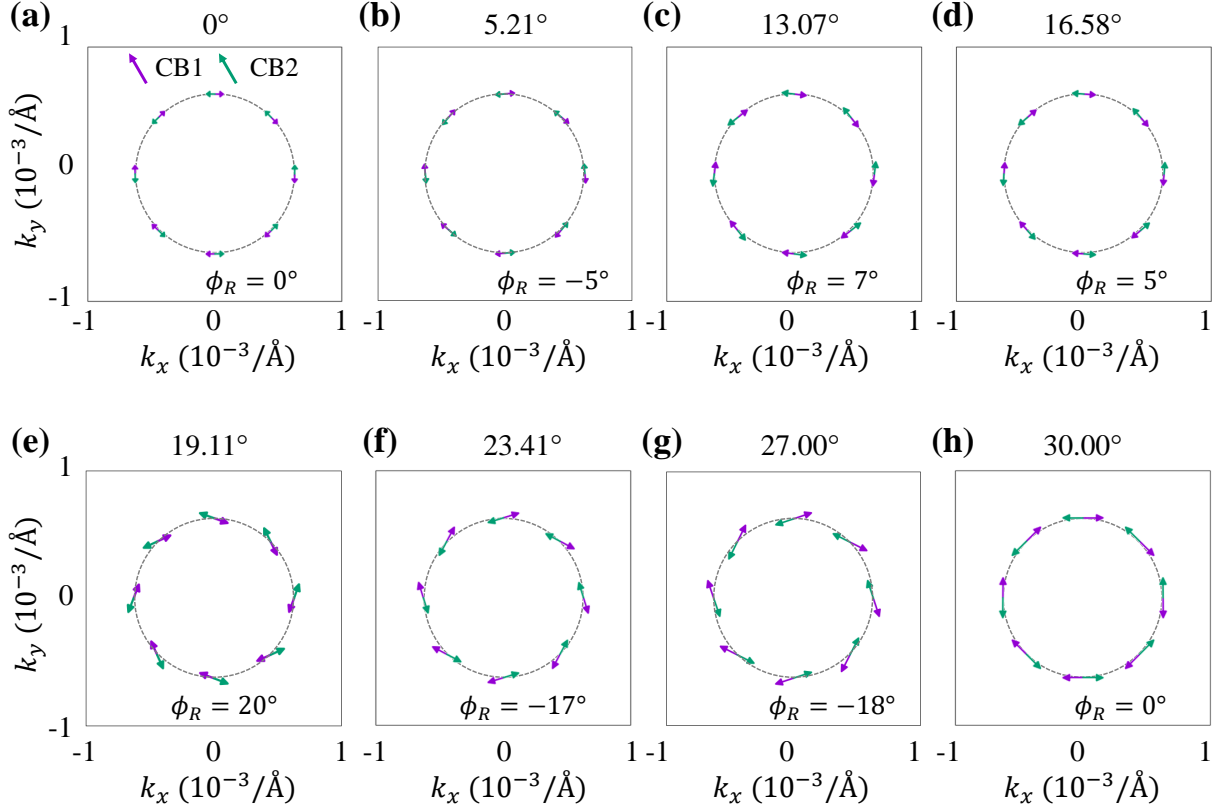 (a) 0° (b) 5.21° (c) 13.07° (d) 16.58°
1
CB1 CB2
k_y (10⁻³/Å)
0
ϕ_R = 0° ϕ_R = −5° ϕ_R = 7° ϕ_R = 5°
-1
-1 0 1 -1 0 1 -1 0 1 -1 0 1
k_x (10⁻³/Å) k_x (10⁻³/Å) k_x (10⁻³/Å) k_x (10⁻³/Å)
(e) 19.11° (f) 23.41° (g) 27.00° (h) 30.00°
1
k_y (10⁻³/Å)
0
ϕ_R = 20° ϕ_R = −17° ϕ_R = −18° ϕ_R = 0°
-1
-1 0 1 -1 0 1 -1 0 1 -1 0 1
k_x (10⁻³/Å) k_x (10⁻³/Å) k_x (10⁻³/Å) k_x (10⁻³/Å)